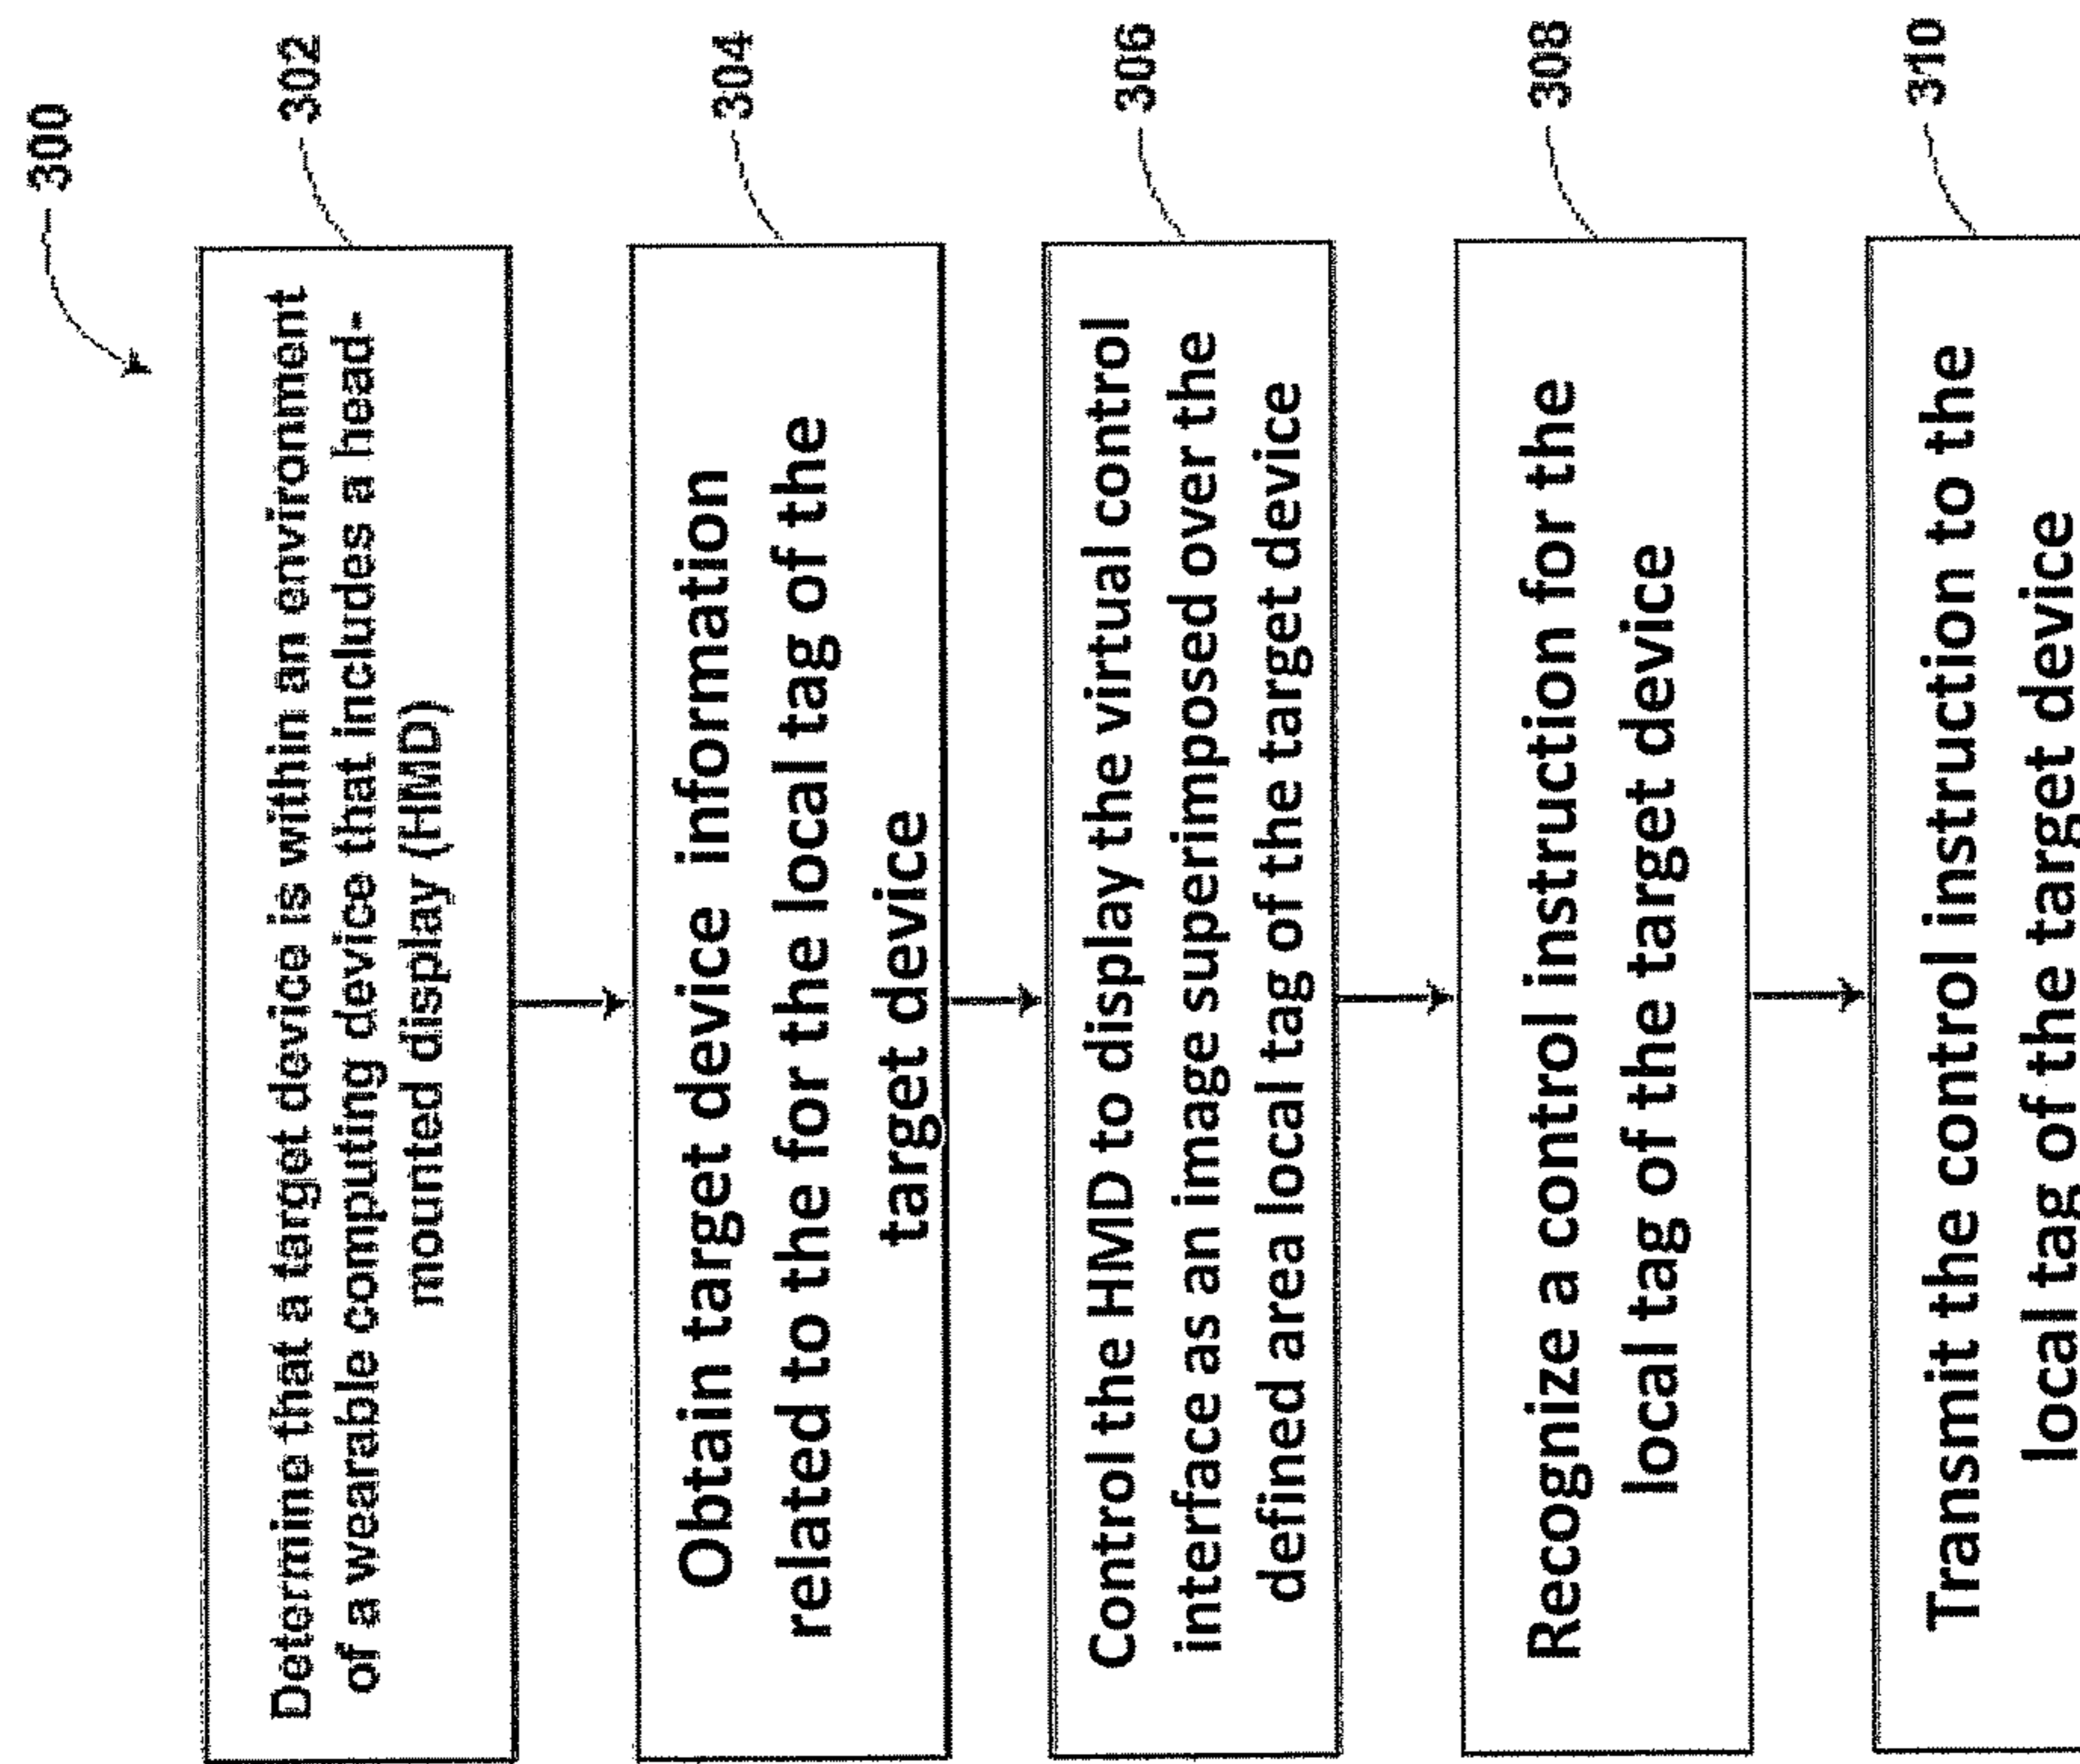 300
302
Determine that a target device is within an environment
of a wearable computing device that includes a head-
mounted display (HMD)
304
Obtain target device information
related to the for the local tag of the
target device
306
Control the HMD to display the virtual control
interface as an image superimposed over the
defined area local tag of the target device
308
Recognize a control instruction for the
local tag of the target device
310
Transmit the control instruction to the
local tag of the target device